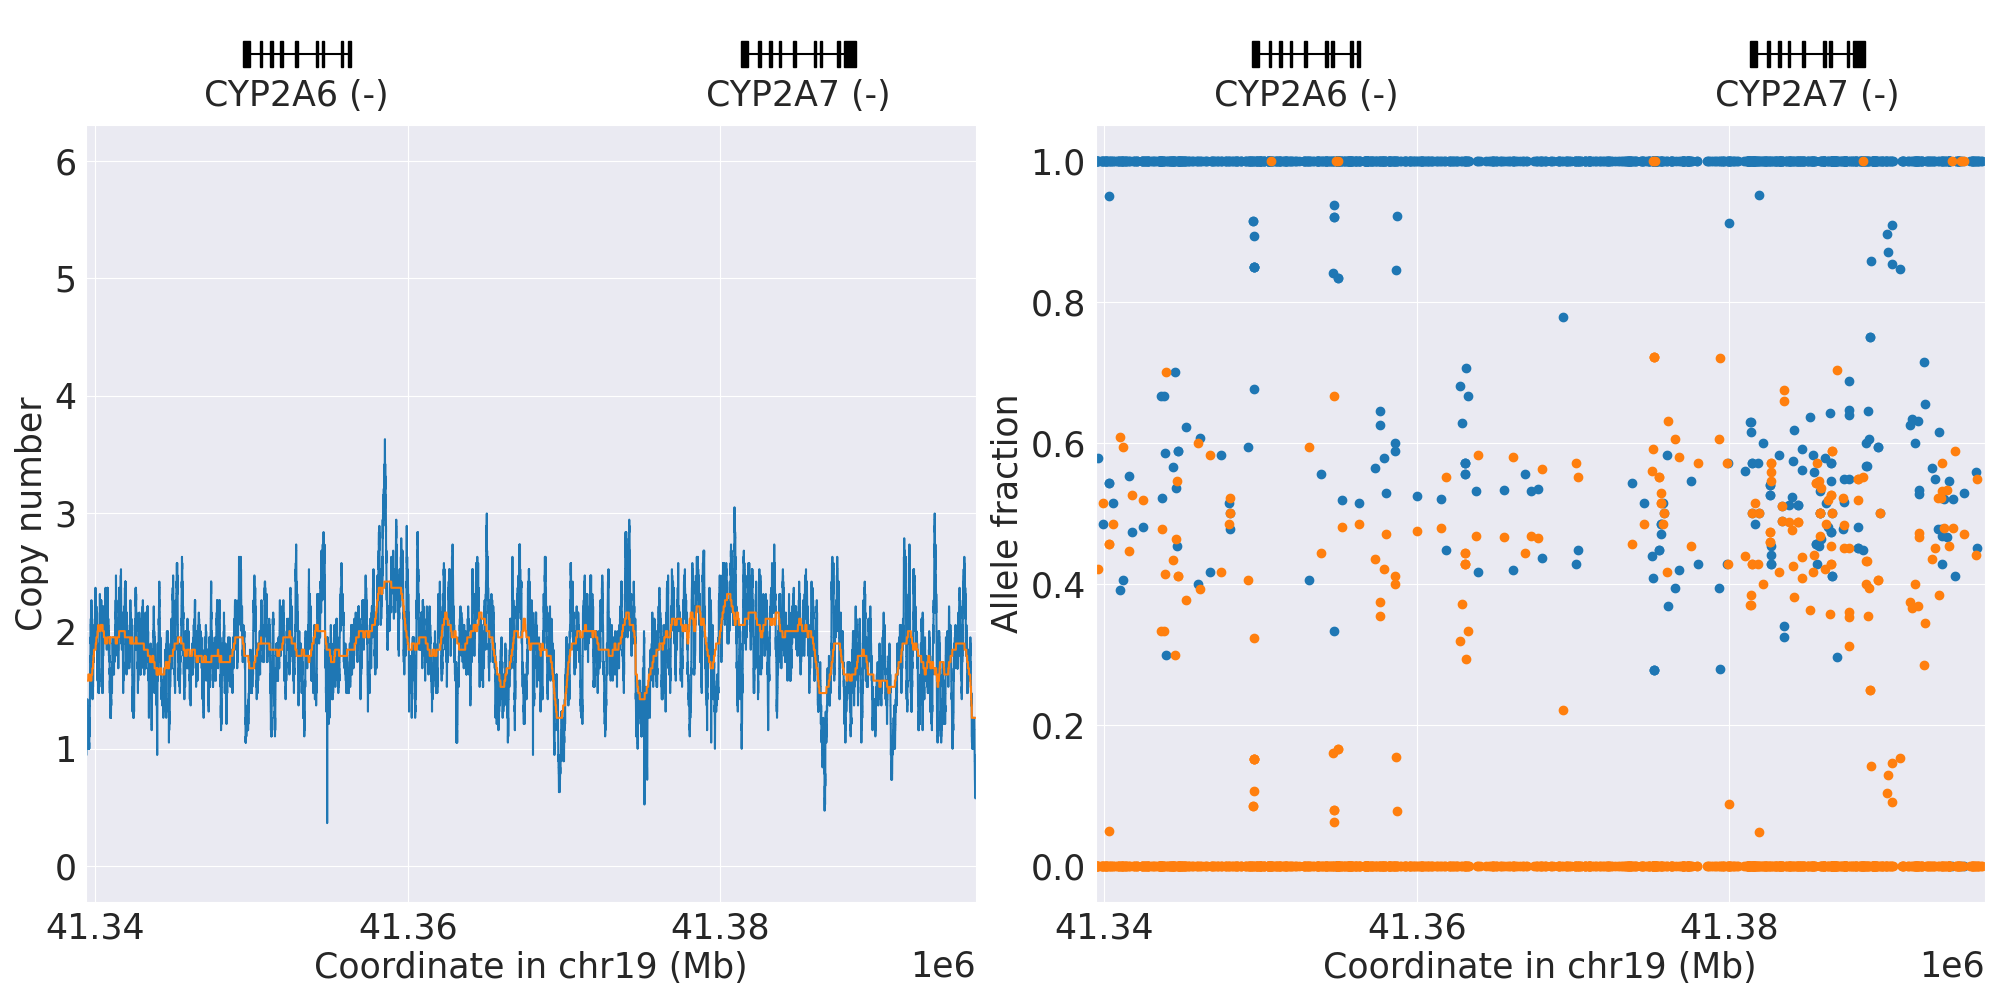 CYP2A6 (-)
CYP2A7 (-)
CYP2A6 (-)
CYP2A7 (-)
6
5
4
3
2
1
0
Copy number
41.34
41.36
41.38
Coordinate in chr19 (Mb)
1e6
1.0
0.8
0.6
0.4
0.2
0.0
Allele fraction
41.34
41.36
41.38
Coordinate in chr19 (Mb)
1e6